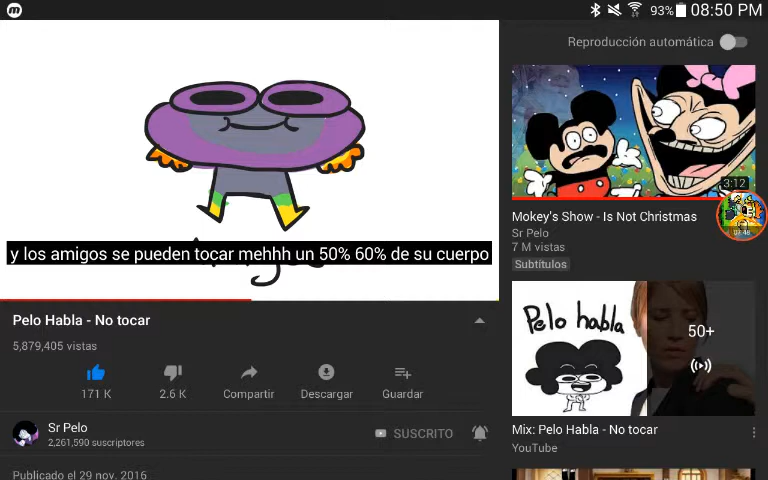 93% 08:50 PM
y los amigos se pueden tocar mehhh un 50% 60% de su cuerpo
Pelo Habla - No tocar
5,879,405 vistas
171 K
2.6 K
Compartir
Descargar
Guardar
Sr Pelo
2,261,590 suscriptores
SUSCRITO
Publicado el 29 nov. 2016
Reproducción automática
3:12
Mokey's Show - Is Not Christmas
Sr Pelo
7 M vistas
Subtítulos
Pelo habla
50+
Mix: Pelo Habla - No tocar
YouTube